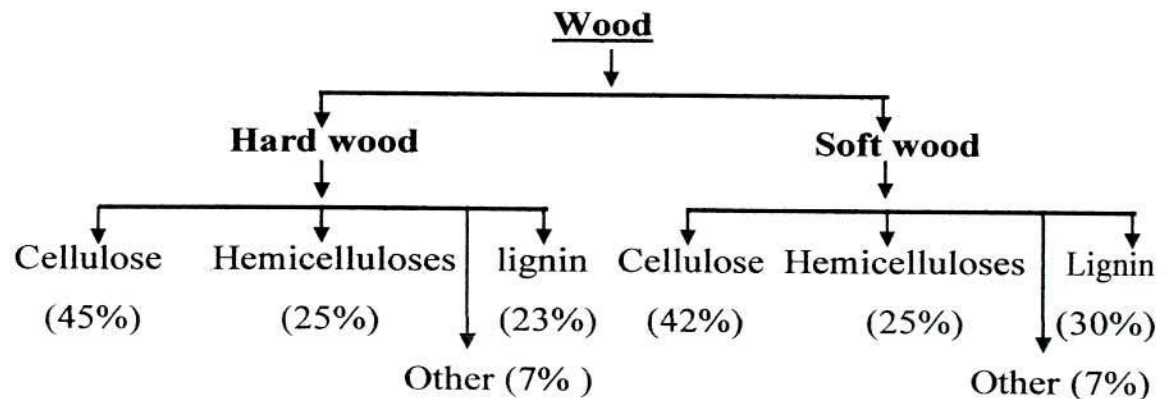 Wood
Hard wood Soft wood
Cellulose Hemicelluloses lignin Cellulose Hemicelluloses Lignin
(45%) (25%) (23%) (42%) (25%) (30%)
Other (7% ) Other (7%)